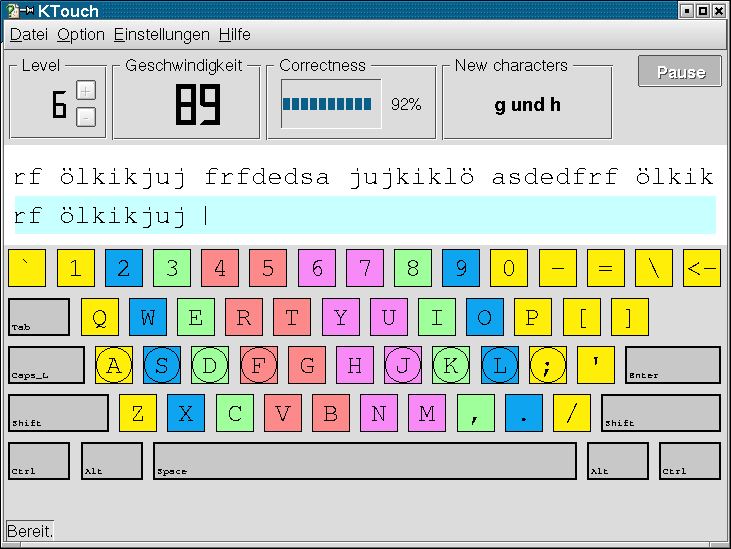 KTouch
Datei Option Einstellungen Hilfe
Level Geschwindigkeit Correctness New characters
6 + - 89 92% g und h Pause
rf ölkikjuj frfdedsa jujkiklö asdedfrf ölkik
rf ölkikjuj
` 1 2 3 4 5 6 7 8 9 0 - = \ <-
Tab Q W E R T Y U I O P [ ]
Caps_L A S D F G H J K L ; ' Enter
Shift Z X C V B N M , . / Shift
Ctrl Alt Space Alt Ctrl
Bereit.